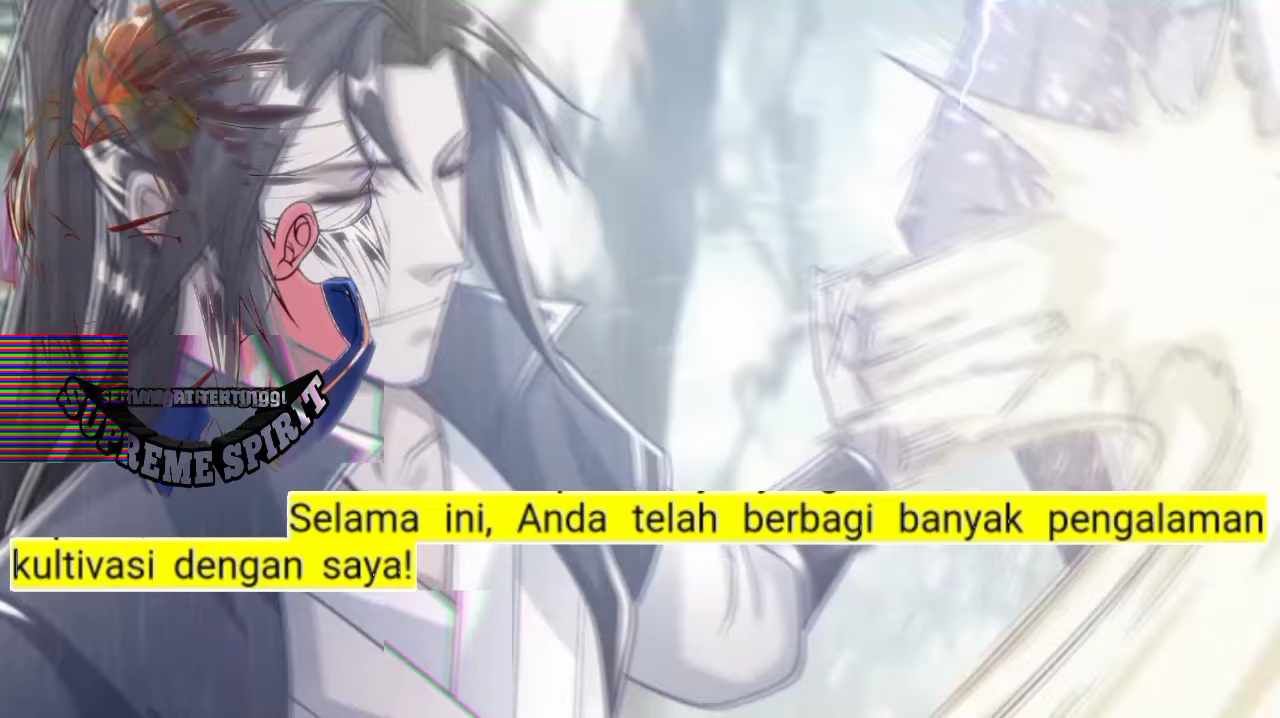 SUPREME SPIRIT
Selama ini, Anda telah berbagi banyak pengalaman
kultivasi dengan saya!